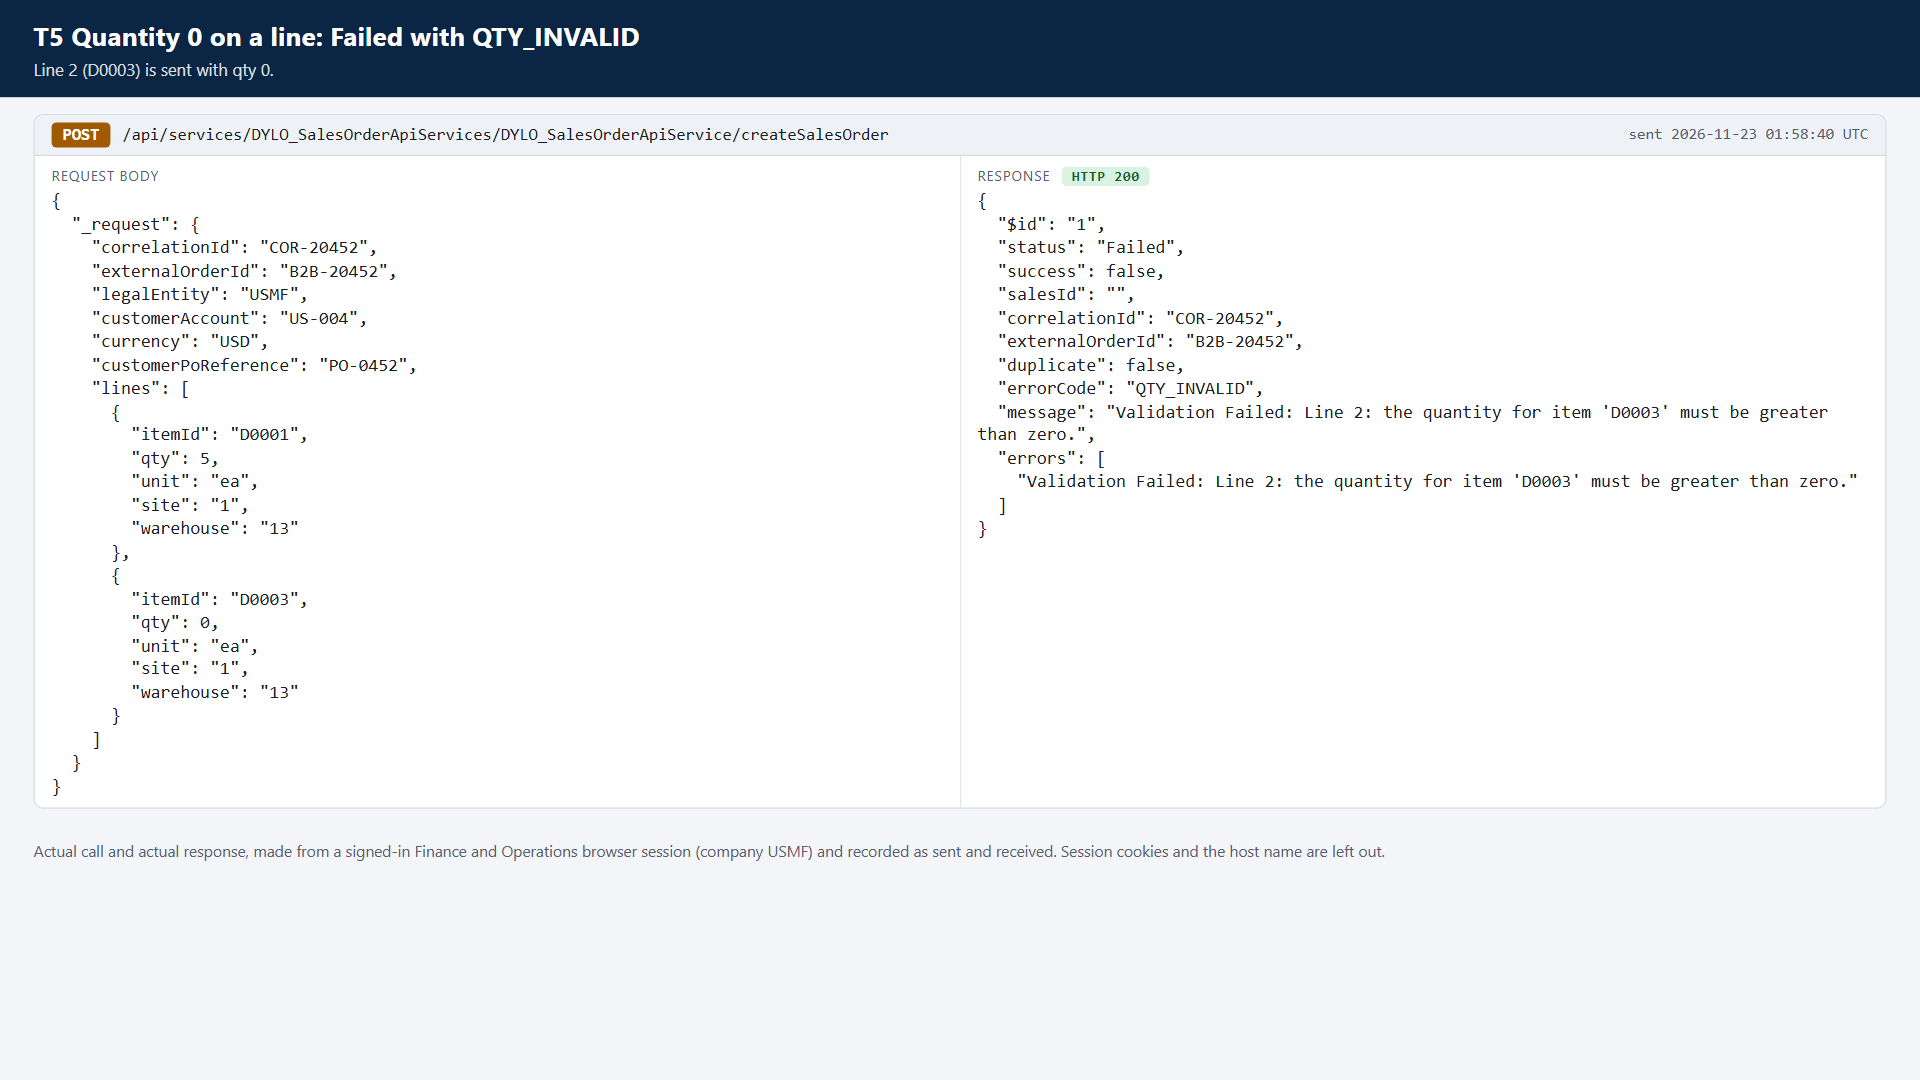 T5 Quantity 0 on a line: Failed with QTY_INVALID
Line 2 (D0003) is sent with qty 0.
POST /api/services/DYLO_SalesOrderApiServices/DYLO_SalesOrderApiService/createSalesOrder sent 2026-11-23 01:58:40 UTC
REQUEST BODY
{
  "_request": {
    "correlationId": "COR-20452",
    "externalOrderId": "B2B-20452",
    "legalEntity": "USMF",
    "customerAccount": "US-004",
    "currency": "USD",
    "customerPoReference": "PO-0452",
    "lines": [
      {
        "itemId": "D0001",
        "qty": 5,
        "unit": "ea",
        "site": "1",
        "warehouse": "13"
      },
      {
        "itemId": "D0003",
        "qty": 0,
        "unit": "ea",
        "site": "1",
        "warehouse": "13"
      }
    ]
  }
}
RESPONSE HTTP 200
{
  "$id": "1",
  "status": "Failed",
  "success": false,
  "salesId": "",
  "correlationId": "COR-20452",
  "externalOrderId": "B2B-20452",
  "duplicate": false,
  "errorCode": "QTY_INVALID",
  "message": "Validation Failed: Line 2: the quantity for item 'D0003' must be greater
than zero.",
  "errors": [
    "Validation Failed: Line 2: the quantity for item 'D0003' must be greater than zero."
  ]
}
Actual call and actual response, made from a signed-in Finance and Operations browser session (company USMF) and recorded as sent and received. Session cookies and the host name are left out.